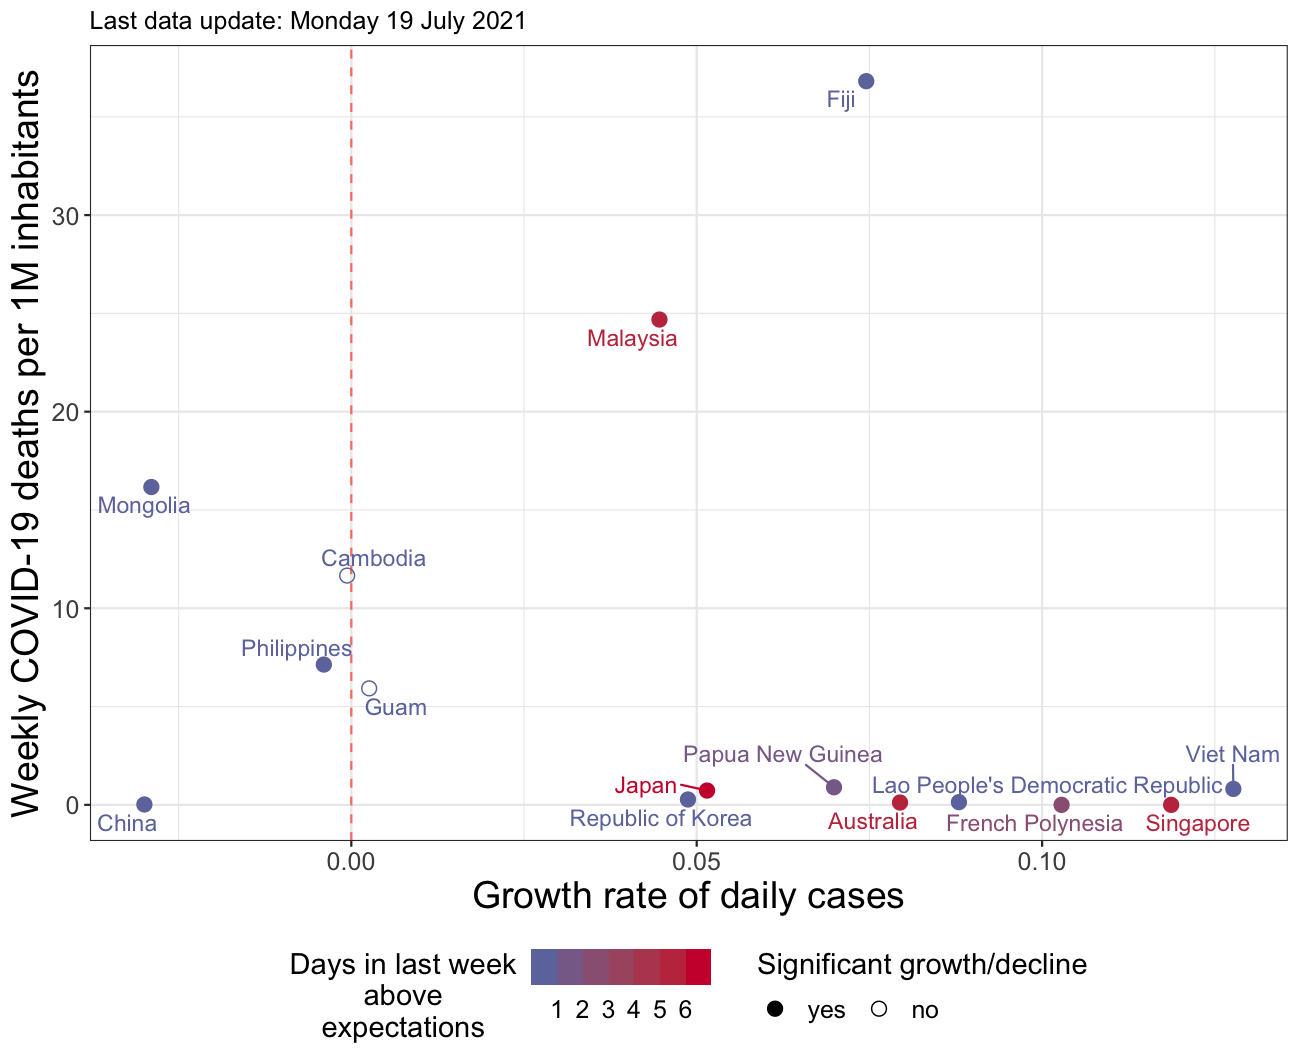 Last data update: Monday 19 July 2021
Weekly COVID-19 deaths per 1M inhabitants
30
20
10
0
Fiji
Malaysia
Mongolia
Cambodia
Philippines
Guam
Papua New Guinea
Viet Nam
Japan
Lao People's Democratic Republic
Republic of Korea
Australia
French Polynesia
Singapore
China
0.00 0.05 0.10
Growth rate of daily cases
Days in last week
above
expectations
1 2 3 4 5 6
Significant growth/decline
yes no